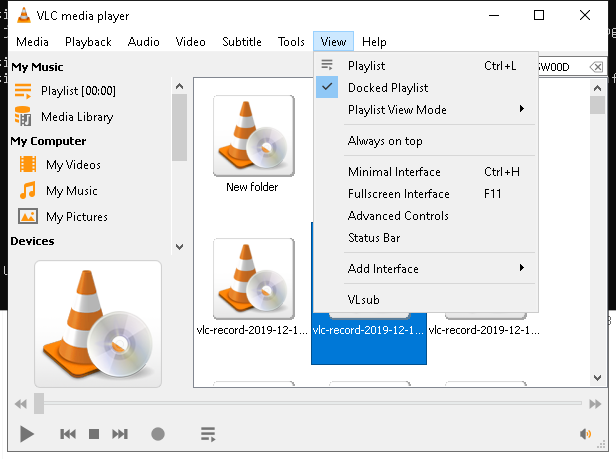 VLC media player
Media Playback Audio Video Subtitle Tools View Help
My Music
Playlist [00:00]
Media Library
My Computer
My Videos
My Music
My Pictures
Devices
Playlist Ctrl+L
Docked Playlist
Playlist View Mode
Always on top
Minimal Interface Ctrl+H
Fullscreen Interface F11
Advanced Controls
Status Bar
Add Interface
VLsub
New folder
vlc-record-2019-12-1... vlc-record-2019-12-1... vlc-record-2019-12-1...